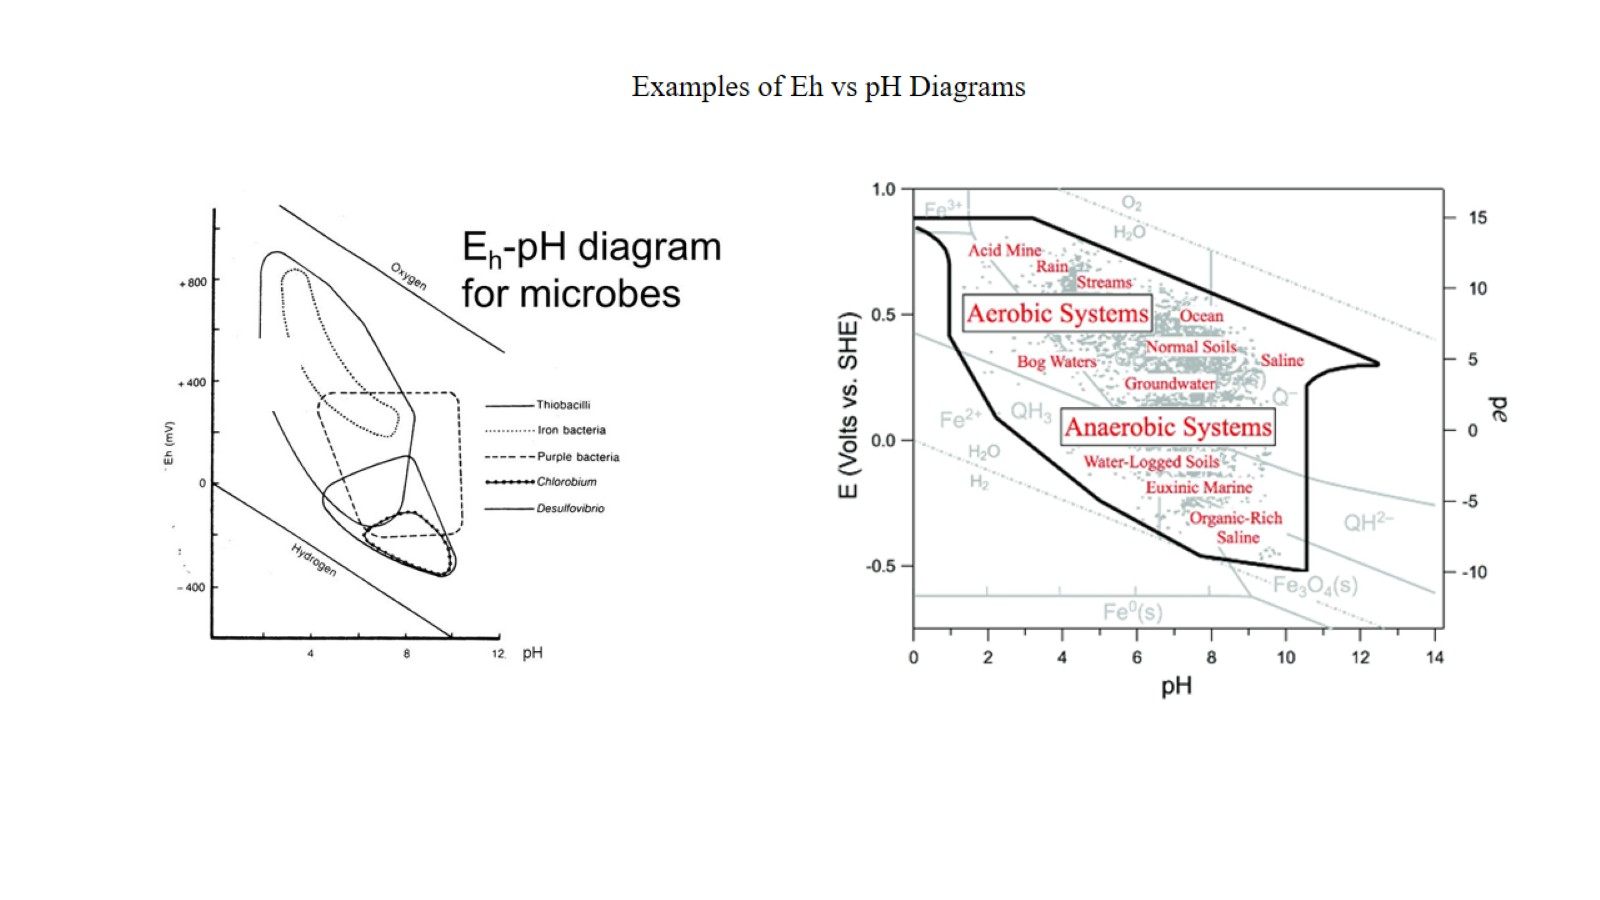 Examples of Eh vs pH Diagrams
Eh-pH diagram
for microbes
Oxygen
Hydrogen
+ 800
+ 400
0
- 400
Eh (mV)
4
8
12
pH
Thiobacilli
Iron bacteria
Purple bacteria
Chlorobium
Desulfovibrio
1.0
0.5
0.0
-0.5
E (Volts vs. SHE)
Fe3+
O2
H2O
Acid Mine
Rain
Streams
Aerobic Systems
Ocean
Normal Soils
Bog Waters
Saline
Groundwater
Q
Fe2+
QH3
Anaerobic Systems
H2O
H2
Water-Logged Soils
Euxinic Marine
Organic-Rich
Saline
QH2–
Fe3O4(s)
Fe0(s)
15
10
5
0
-5
-10
pe
0
2
4
6
8
10
12
14
pH